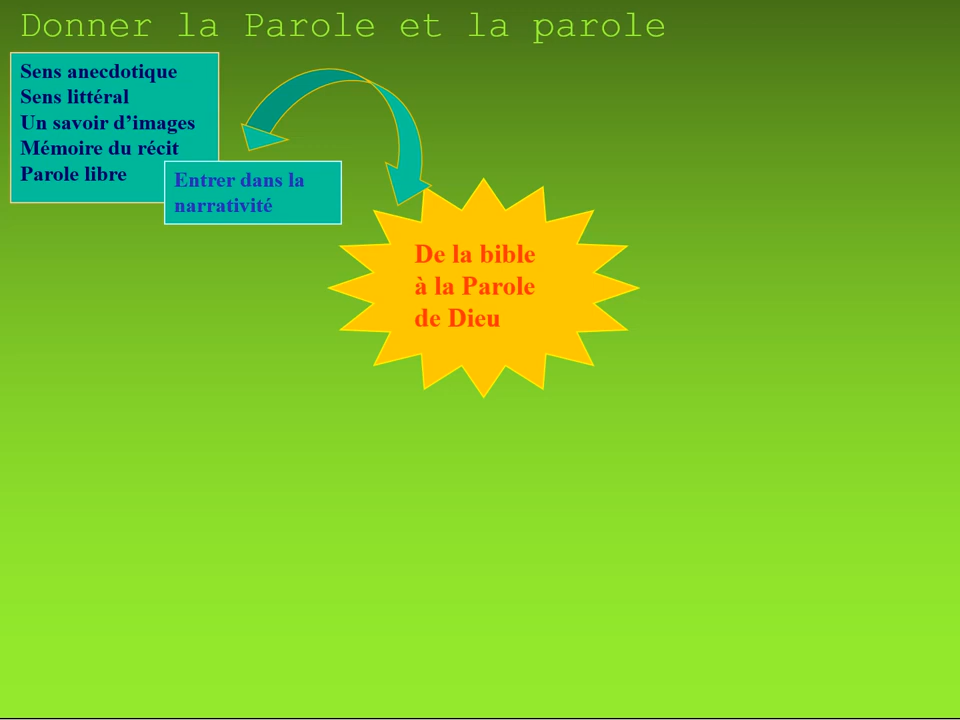 Donner la Parole et la parole
Sens anecdotique
Sens littéral
Un savoir d’images
Mémoire du récit
Parole libre
Entrer dans la
narrativité
De la bible
à la Parole
de Dieu